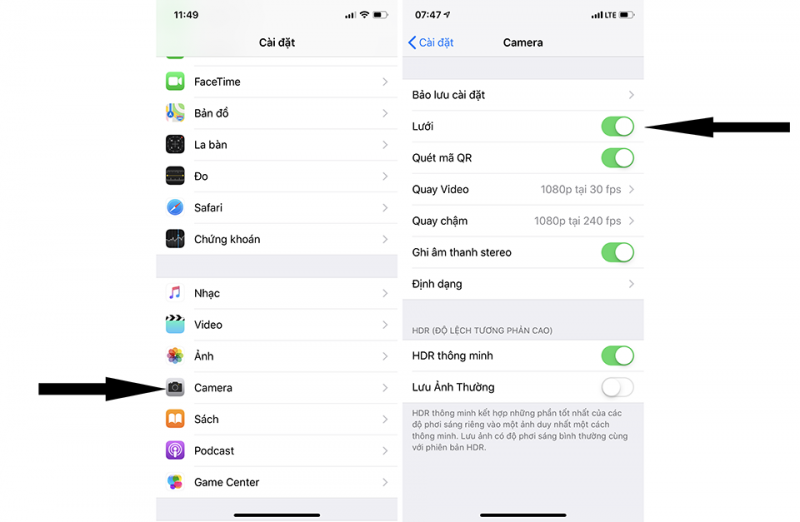 11:49
Cài đặt
FaceTime
Bản đồ
La bàn
Đo
Safari
Chứng khoán
Nhạc
Video
Ảnh
Camera
Sách
Podcast
Game Center
07:47
LTE
Cài đặt
Camera
Bảo lưu cài đặt
Lưới
Quét mã QR
Quay Video 1080p tại 30 fps
Quay chậm 1080p tại 240 fps
Ghi âm thanh stereo
Định dạng
HDR (ĐỘ LỆCH TƯƠNG PHẢN CAO)
HDR thông minh
Lưu Ảnh Thường
HDR thông minh kết hợp những phần tốt nhất của các
độ phơi sáng riêng vào một ảnh duy nhất một cách
thông minh. Lưu ảnh có độ phơi sáng bình thường cùng
với phiên bản HDR.